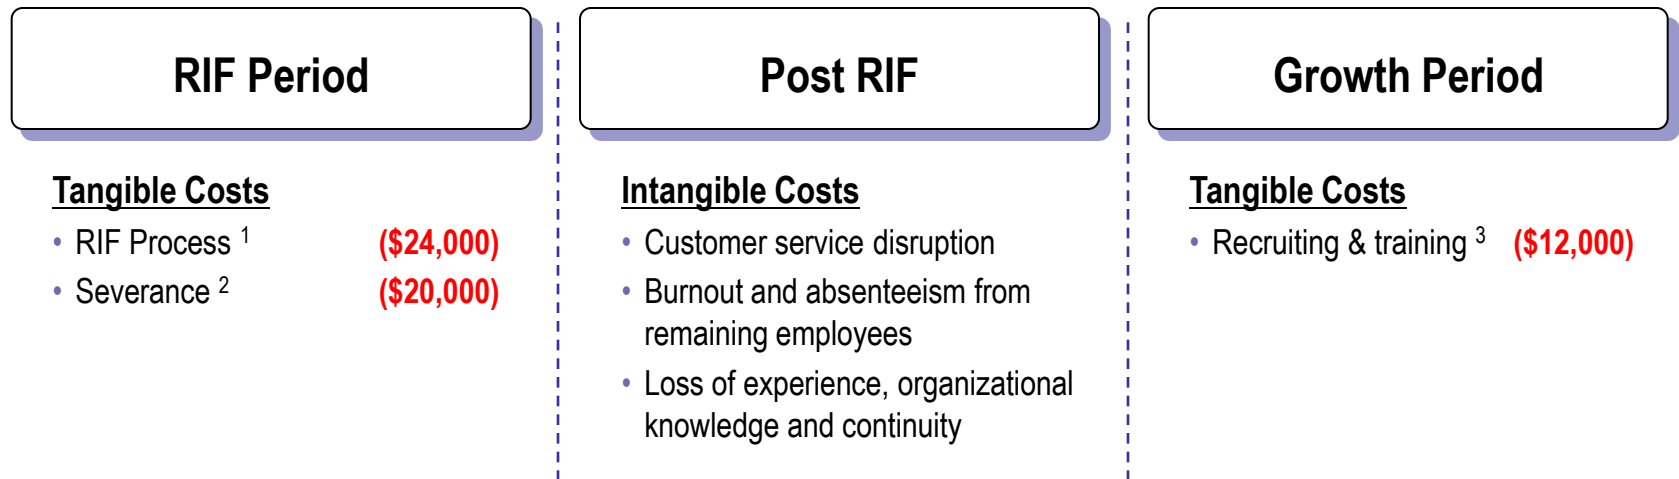 RIF Period
Tangible Costs
• RIF Process 1 ($24,000)
• Severance 2 ($20,000)
Post RIF
Intangible Costs
• Customer service disruption
• Burnout and absenteeism from
remaining employees
• Loss of experience, organizational
knowledge and continuity
Growth Period
Tangible Costs
• Recruiting & training 3 ($12,000)